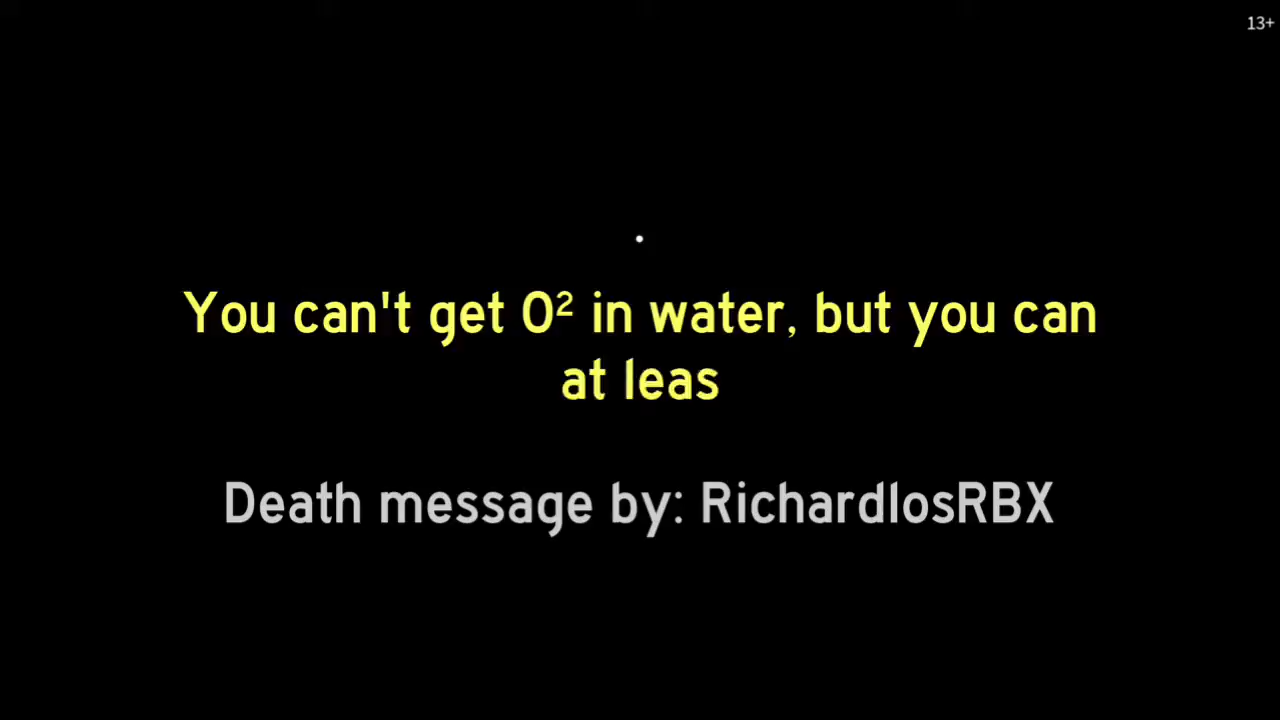 13+
You can't get O² in water, but you can
at leas
Death message by: RichardlosRBX